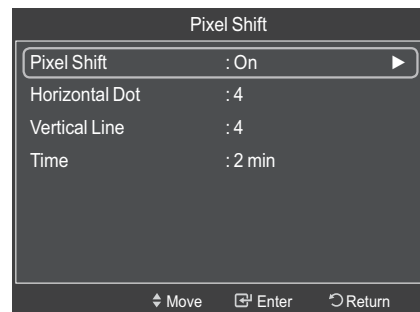 Pixel Shift
Pixel Shift : On ►
Horizontal Dot : 4
Vertical Line : 4
Time : 2 min
Move Enter Return